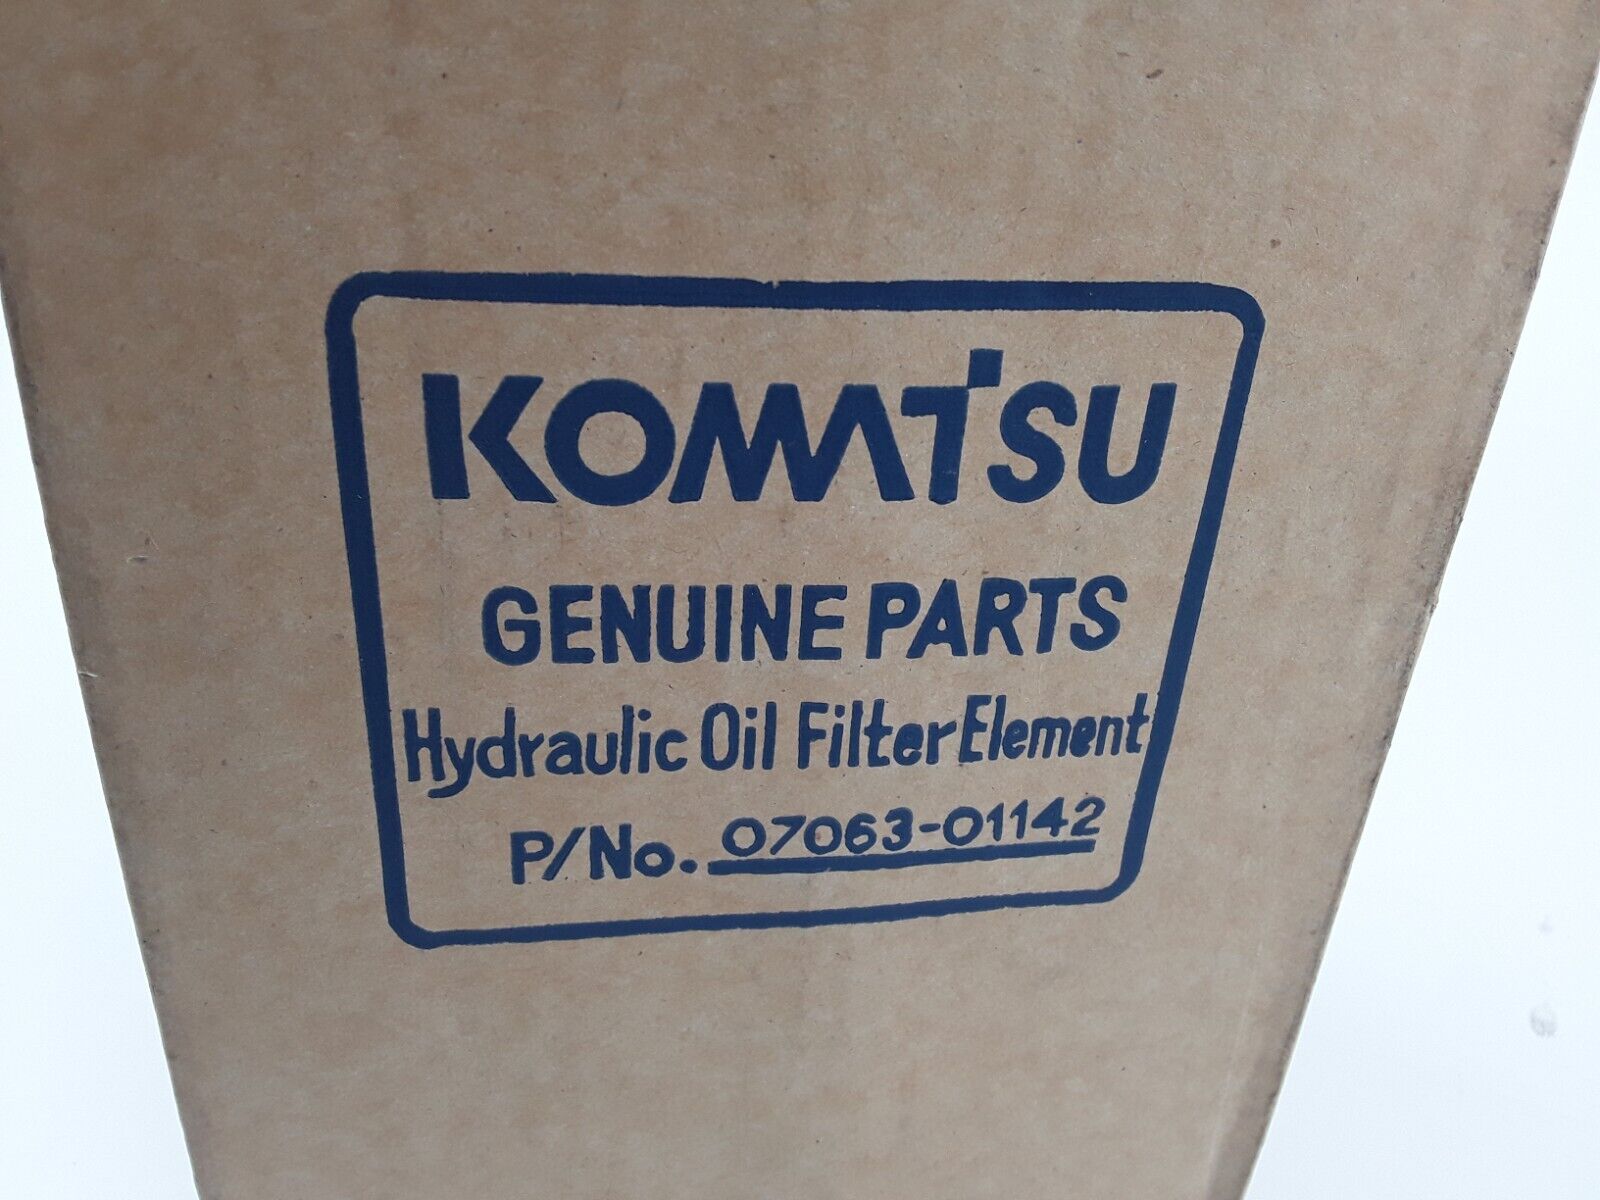 KOMATSU
GENUINE PARTS
Hydraulic Oil Filter Element
P/No. 07063-01142